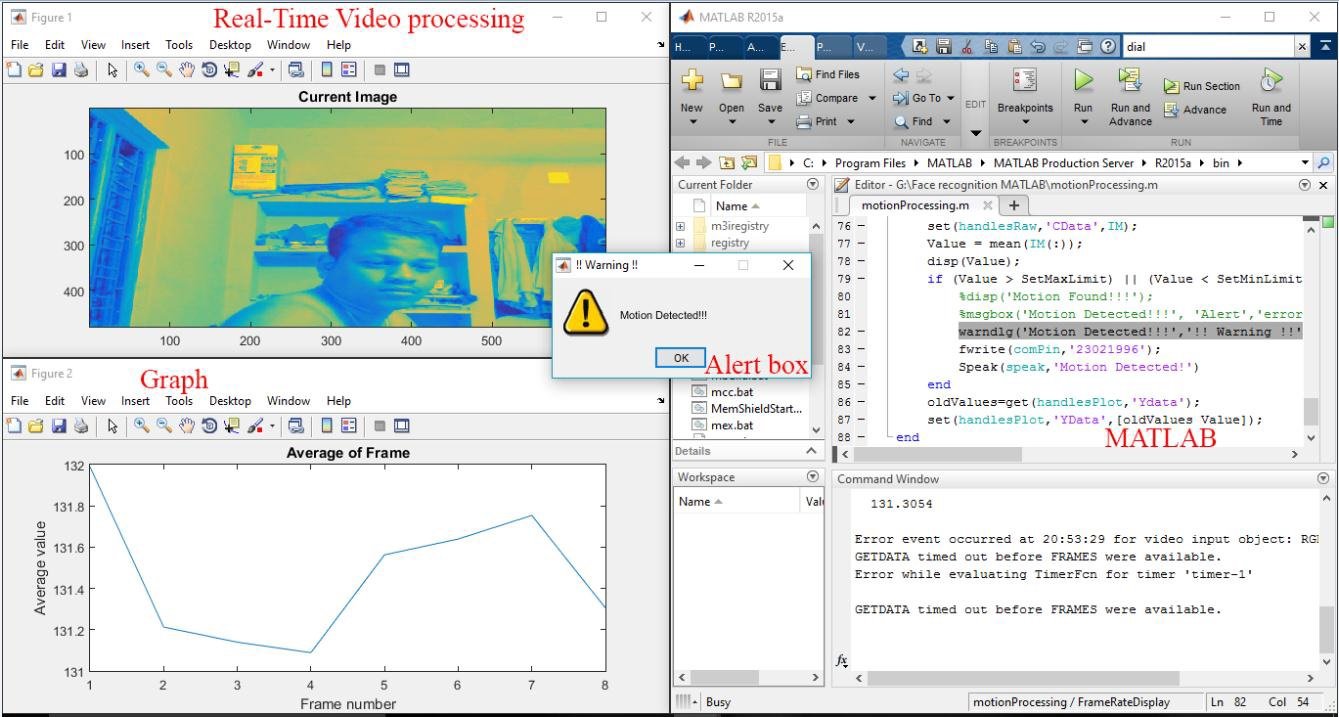 Figure 1
Real-Time Video processing
File Edit View Insert Tools Desktop Window Help
Current Image
100
200
300
400
100 200 300 400 500
Figure 2
Graph
File Edit View Insert Tools Desktop Window Help
Average of Frame
132
131.8
131.6
131.4
131.2
131
Average value
1 2 3 4 5 6 7 8
Frame number
!! Warning !!
Motion Detected!!!
OK
Alert box
MATLAB R2015a
H... P... A... E... P... V...
dial
New
Open
Save
Find Files
Compare
Print
FILE
Go To
Find
NAVIGATE
EDIT
Breakpoints
BREAKPOINTS
Run
Run and Advance
Run Section
Advance
Run and Time
RUN
C: Program Files MATLAB MATLAB Production Server R2015a bin
Current Folder
Name
m3iregistry
registry
mcc.bat
MemShieldStart...
mex.bat
Details
Workspace
Name Valu
Editor - G:\Face recognition MATLAB\motionProcessing.m
motionProcessing.m
76 set(handlesRaw,'CData',IM);
77 Value = mean(IM(:));
78 disp(Value);
79 if (Value > SetMaxLimit) || (Value < SetMinLimit
80 %disp('Motion Found!!!');
81 %msgbox('Motion Detected!!!', 'Alert','error
82 warndlg('Motion Detected!!!','!! Warning !!'
83 fwrite(comPin,'23021996');
84 Speak(speak,'Motion Detected!')
85 end
86 oldValues=get(handlesPlot,'Ydata');
87 set(handlesPlot,'YData',[oldValues Value]);
88 end
MATLAB
Command Window
131.3054
Error event occurred at 20:53:29 for video input object: RG
GETDATA timed out before FRAMES were available.
Error while evaluating TimerFcn for timer 'timer-1'
GETDATA timed out before FRAMES were available.
fx
Busy
motionProcessing / FrameRateDisplay
Ln 82 Col 54